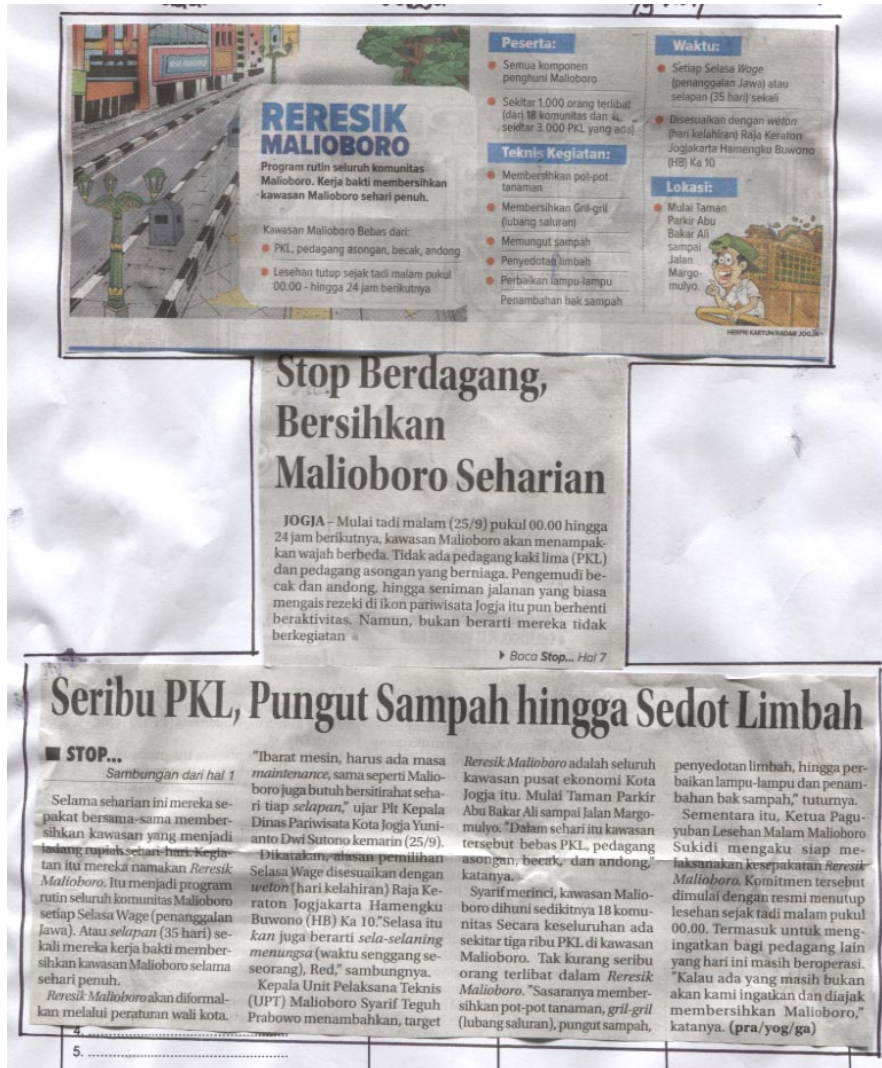 RERESIK
MALIOBORO
Program rutin seluruh komunitas
Malioboro. Kerja bakti membersihkan
kawasan Malioboro sehari penuh.
Kawasan Malioboro Bebas dari:
PKL, pedagang asongan, becak, andong
Lesehan tutup sejak tadi malam pukul
00.00 - hingga 24 jam berikutnya
Peserta:
Semua komponen
penghuni Malioboro
Sekitar 1.000 orang terlibat
(dari 18 komunitas dan
sekitar 3.000 PKL yang ada)
Teknis Kegiatan:
Membersihkan pot-pot
tanaman
Membersihkan Gril-gril
(lubang saluran)
Memungut sampah
Penyedotan limbah
Perbaikan lampu-lampu
Penambahan bak sampah
Waktu:
Setiap Selasa Wage
(penanggalan Jawa) atau
selapan (35 hari) sekali
Disesuaikan dengan weton
(hari kelahiran) Raja Keraton
Jogjakarta Hamengku Buwono
(HB) Ka 10
Lokasi:
Mulai Taman
Parkir Abu
Bakar Ali
sampai
Jalan
Margo-
mulyo.
HERPRI KARTUN/RADAR JOGJA
Stop Berdagang,
Bersihkan
Malioboro Seharian
JOGJA – Mulai tadi malam (25/9) pukul 00.00 hingga
24 jam berikutnya, kawasan Malioboro akan menampak-
kan wajah berbeda. Tidak ada pedagang kaki lima (PKL)
dan pedagang asongan yang berniaga. Pengemudi be-
cak dan andong, hingga seniman jalanan yang biasa
mengais rezeki di ikon pariwisata Jogja itu pun berhenti
beraktivitas. Namun, bukan berarti mereka tidak
berkegiatan
Baca Stop... Hal 7
Seribu PKL, Pungut Sampah hingga Sedot Limbah
STOP...
Sambungan dari hal 1
Selama seharian ini mereka se-
pakat bersama-sama member-
sihkan kawasan yang menjadi
ladang rupiah sehari-hari. Kegia-
tan itu mereka namakan Reresik
Malioboro. Itu menjadi program
rutin seluruh komunitas Malioboro
setiap Selasa Wage (penanggalan
Jawa). Atau selapan (35 hari) se-
kali mereka kerja bakti member-
sihkan kawasan Malioboro selama
sehari penuh.
Reresik Malioboro akan diformal-
kan melalui peraturan wali kota.
"Ibarat mesin, harus ada masa
maintenance, sama seperti Malio-
boro juga butuh bersitirahat seha-
ri tiap selapan," ujar Plt Kepala
Dinas Pariwisata Kota Jogja Yuni-
anto Dwi Sutono kemarin (25/9).
Dikatakan, alasan pemilihan
Selasa Wage disesuaikan dengan
weton (hari kelahiran) Raja Ke-
raton Jogjakarta Hamengku
Buwono (HB) Ka 10."Selasa itu
kan juga berarti sela-selaning
menungsa (waktu senggang se-
seorang), Red," sambungnya.
Kepala Unit Pelaksana Teknis
(UPT) Malioboro Syarif Teguh
Prabowo menambahkan, target
Reresik Malioboro adalah seluruh
kawasan pusat ekonomi Kota
Jogja itu. Mulai Taman Parkir
Abu Bakar Ali sampai Jalan Margo-
mulyo. "Dalam sehari itu kawasan
tersebut bebas PKL, pedagang
asongan, becak, dan andong,"
katanya.
Syarif merinci, kawasan Malio-
boro dihuni sedikitnya 18 komu-
nitas Secara keseluruhan ada
sekitar tiga ribu PKL di kawasan
Malioboro. Tak kurang seribu
orang terlibat dalam Reresik
Malioboro. "Sasaranya member-
sihkan pot-pot tanaman, gril-gril
(lubang saluran), pungut sampah,
penyedotan limbah, hingga per-
baikan lampu-lampu dan penam-
bahan bak sampah," tuturnya.
Sementara itu, Ketua Pagu-
yuban Lesehan Malam Malioboro
Sukidi mengaku siap me-
laksanakan kesepakatan Reresik
Malioboro. Komitmen tersebut
dimulai dengan resmi menutup
lesehan sejak tadi malam pukul
00.00. Termasuk untuk meng-
ingatkan bagi pedagang lain
yang hari ini masih beroperasi.
"Kalau ada yang masih bukan
akan kami ingatkan dan diajak
membersihkan Malioboro,"
katanya. (pra/yog/ga)
4.
5.